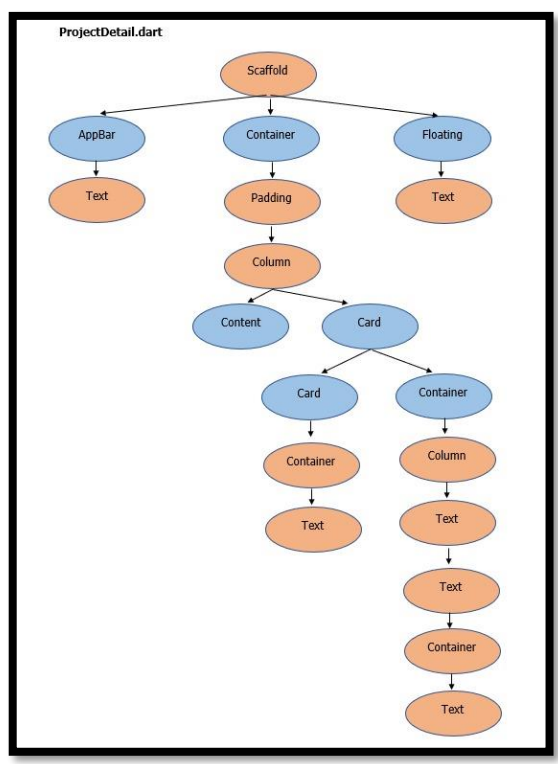 ProjectDetail.dart
Scaffold
AppBar
Container
Floating
Text
Padding
Text
Column
Content
Card
Card
Container
Container
Column
Text
Text
Text
Container
Text